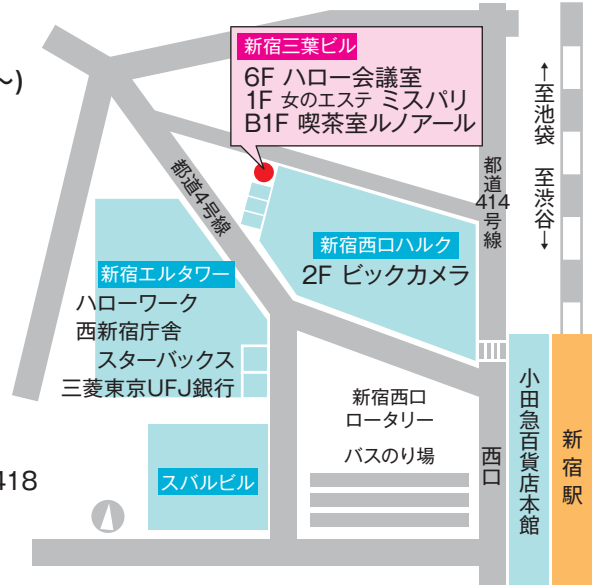 新宿三葉ビル
6F ハロー会議室
1F 女のエステ ミスパリ
B1F 喫茶室ルノアール
～)
←至池袋 至渋谷→
都道4号線
都道414号線
新宿西口ハルク
2F ビックカメラ
新宿エルタワー
ハローワーク
西新宿庁舎
スターバックス
三菱東京UFJ銀行
新宿西口
ロータリー
バスのり場
西口
小田急百貨店本館
新宿駅
スバルビル
418